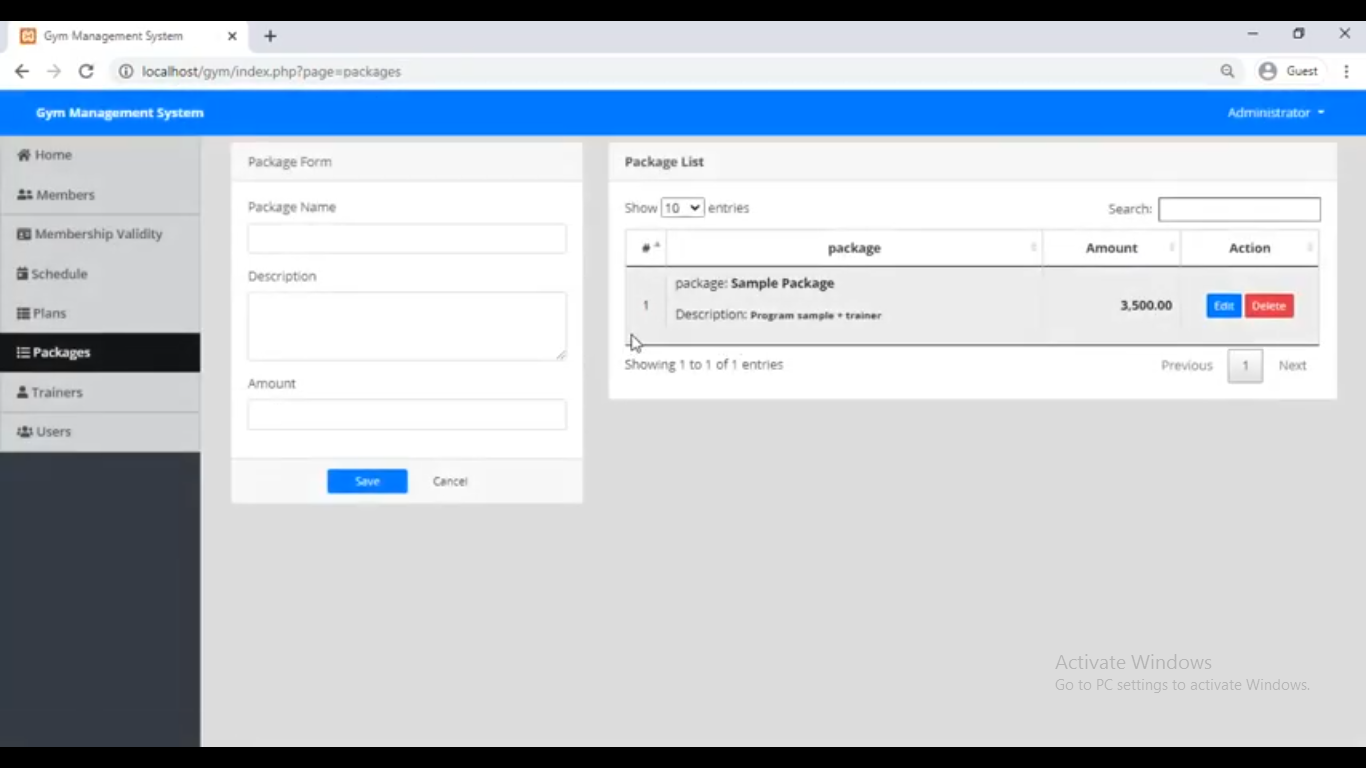 Gym Management System
localhost/gym/index.php?page=packages
Guest
Gym Management System
Administrator
Home
Members
Membership Validity
Schedule
Plans
Packages
Trainers
Users
Package Form
Package Name
Description
Amount
Save
Cancel
Package List
Show 10 entries
Search:
# package Amount Action
package: Sample Package
1 3,500.00 Edit Delete
Description: Program sample + trainer
Showing 1 to 1 of 1 entries
Previous 1 Next
Activate Windows
Go to PC settings to activate Windows.